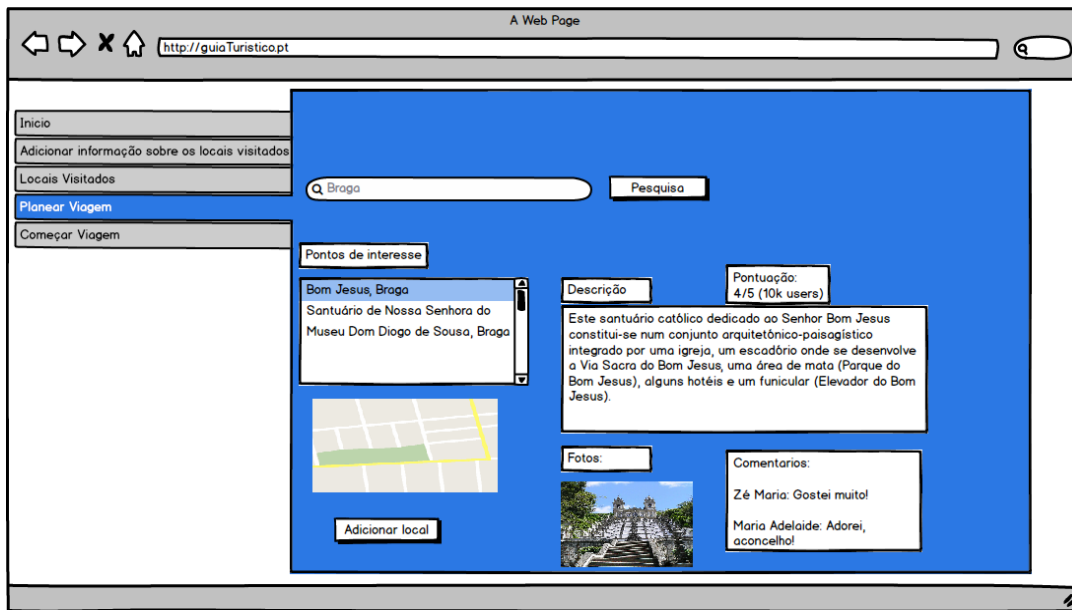 A Web Page
http://guiaTuristico.pt
Inicio
Adicionar informação sobre os locais visitados
Locais Visitados
Planear Viagem
Começar Viagem
Braga
Pesquisa
Pontos de interesse
Bom Jesus, Braga
Santuário de Nossa Senhora do
Museu Dom Diogo de Sousa, Braga
Adicionar local
Descrição
Pontuação:
4/5 (10k users)
Este santuário católico dedicado ao Senhor Bom Jesus
constitui-se num conjunto arquitetônico-paisagístico
integrado por uma igreja, um escadório onde se desenvolve
a Via Sacra do Bom Jesus, uma área de mata (Parque do
Bom Jesus), alguns hotéis e um funicular (Elevador do Bom
Jesus).
Fotos:
Comentarios:
Zé Maria: Gostei muito!
Maria Adelaide: Adorei,
aconcelho!